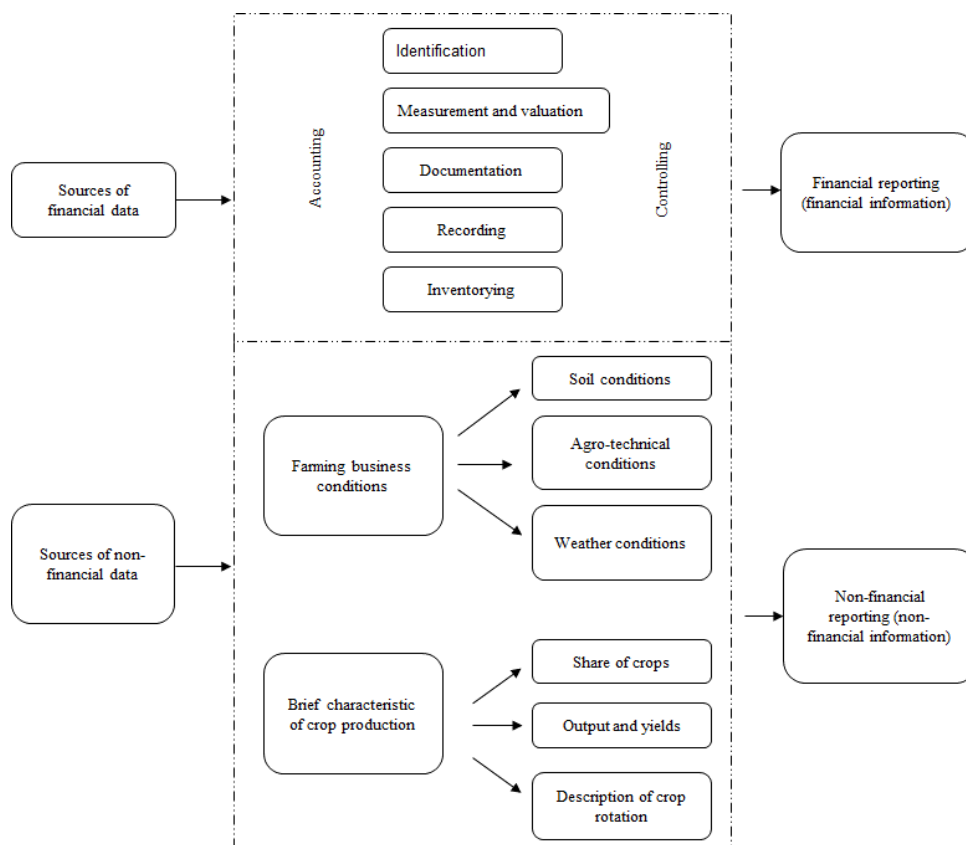 Sources of
financial data
Accounting
Identification
Measurement and valuation
Documentation
Recording
Inventorying
Controlling
Financial reporting
(financial information)
Sources of non-
financial data
Farming business
conditions
Soil conditions
Agro-technical
conditions
Weather conditions
Brief characteristic
of crop production
Share of crops
Output and yields
Description of crop
rotation
Non-financial
reporting (non-
financial information)